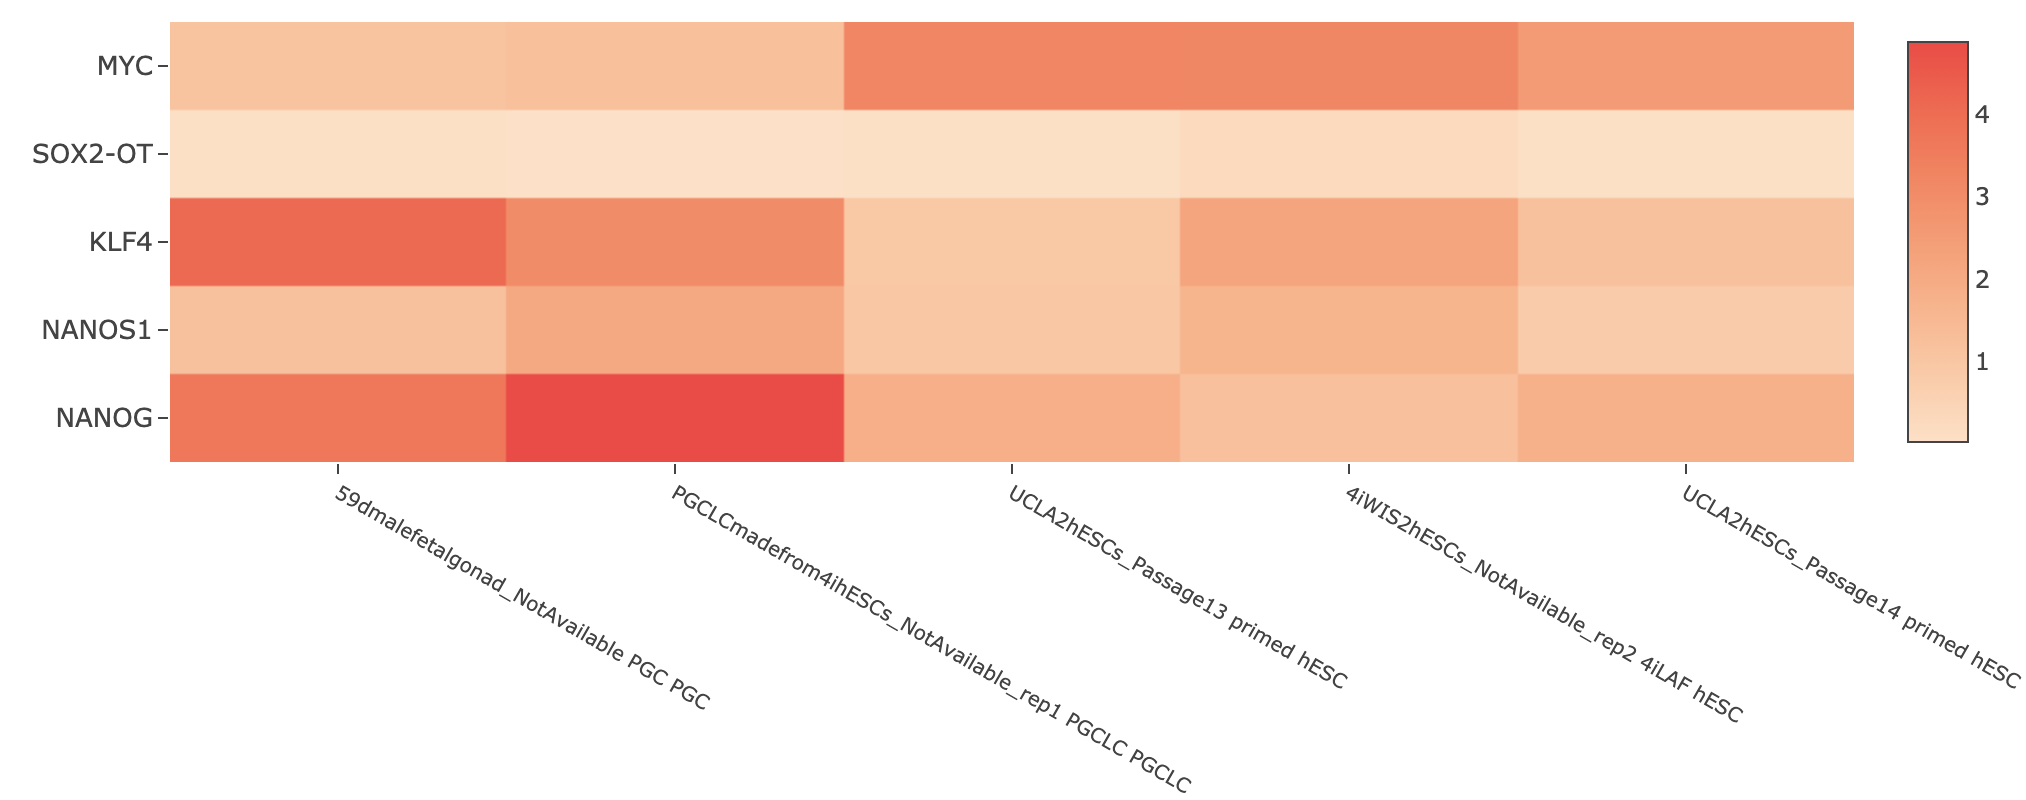 MYC
SOX2-OT
KLF4
NANOS1
NANOG
59dmalefetalgonad_NotAvailable PGC PGC
PGCLCmadefrom4ihESCs_NotAvailable_rep1 PGCLC PGCLC
UCLA2hESCs_Passage13 primed hESC
4iWIS2hESCs_NotAvailable_rep2 4iLAF hESC
UCLA2hESCs_Passage14 primed hESC
4
3
2
1